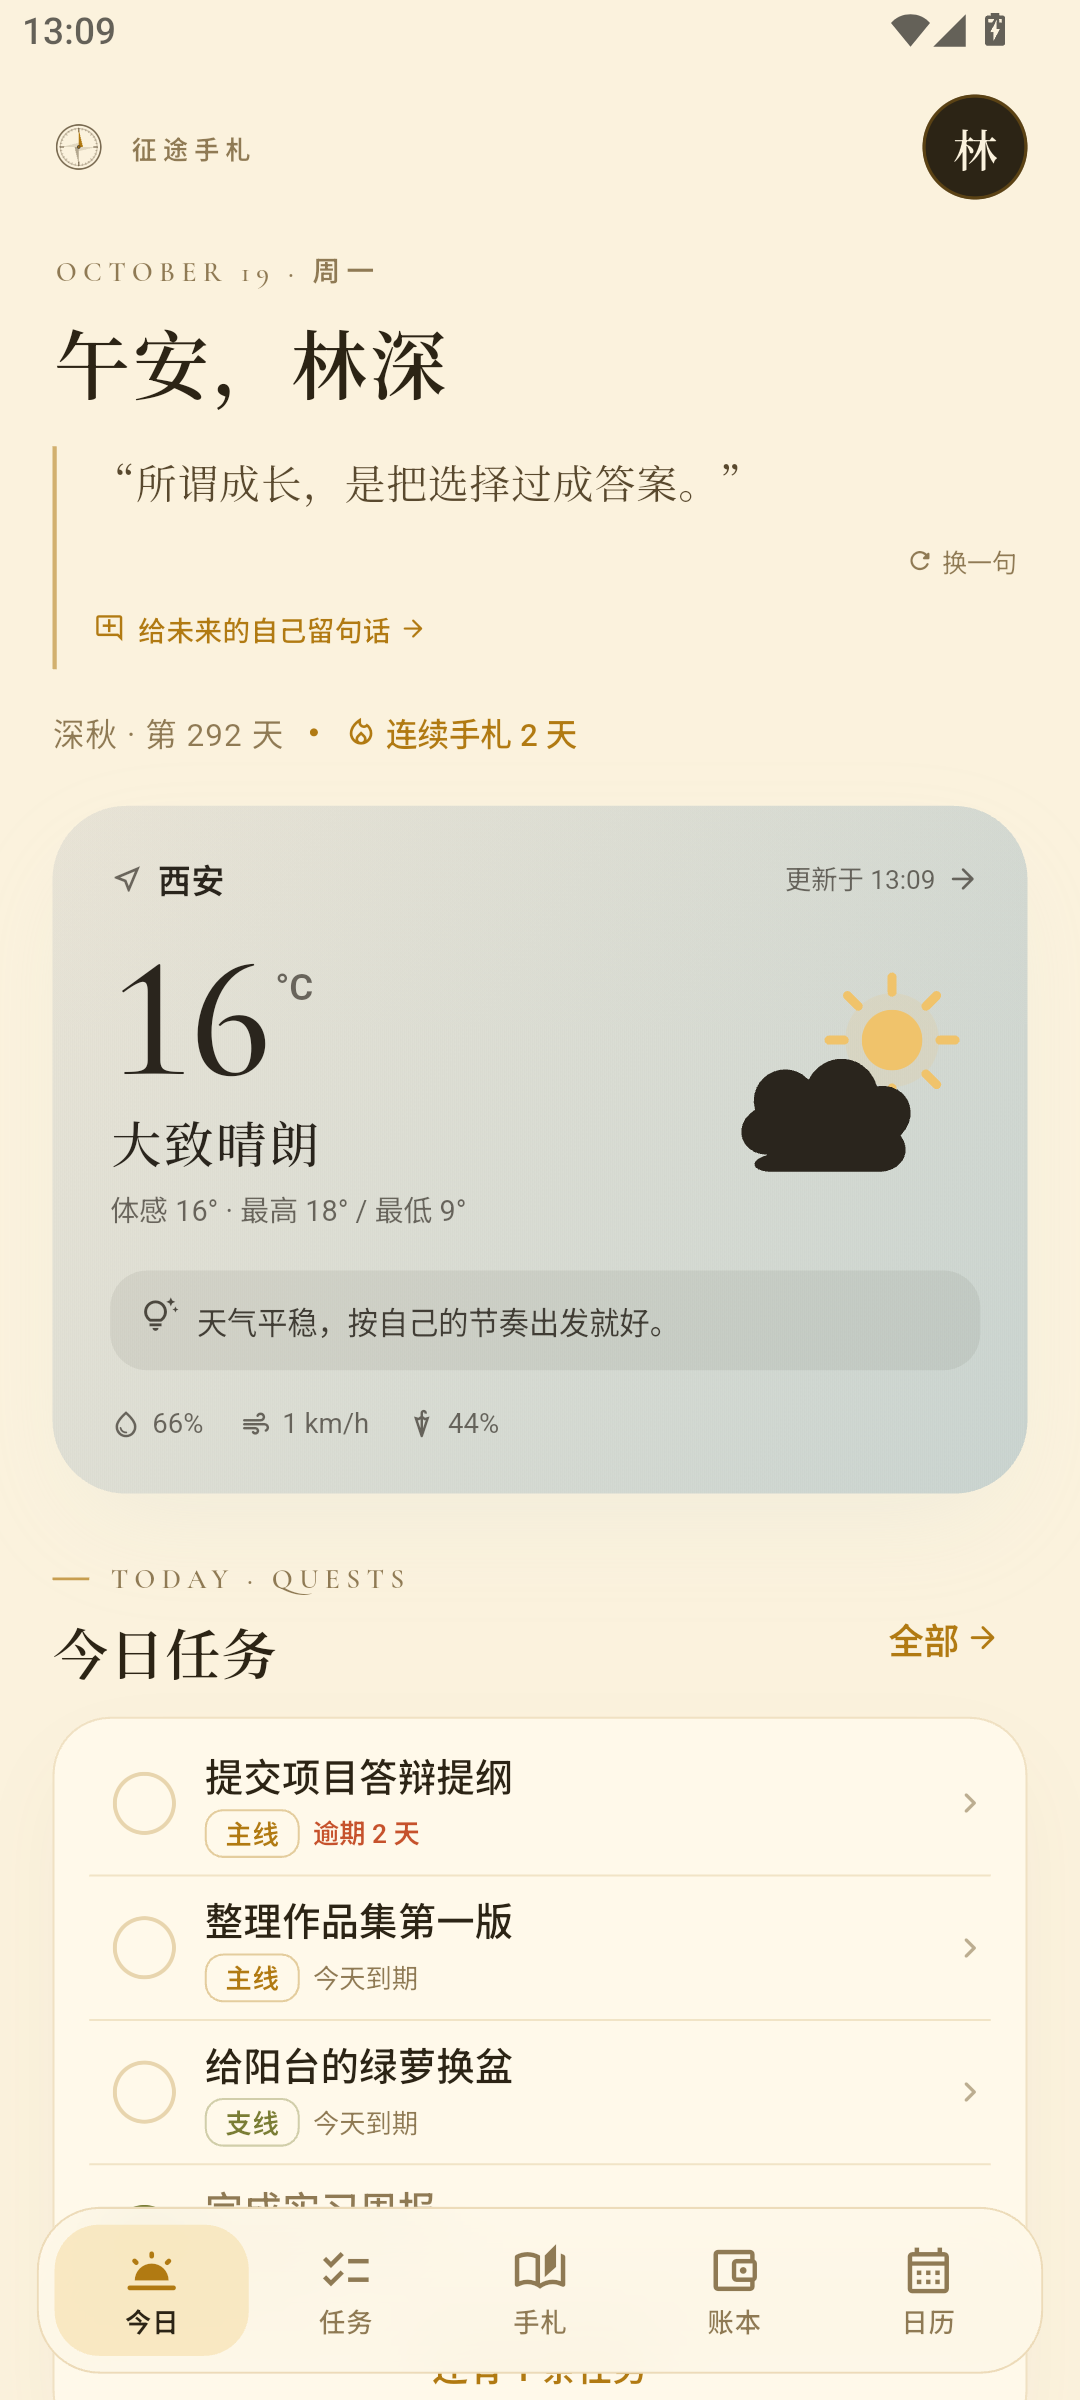 13:09
征途手札
林
OCTOBER 19 · 周一
午安，林深
“所谓成长，是把选择过成答案。”
换一句
给未来的自己留句话
深秋 · 第 292 天 • 连续手札 2 天
西安
更新于 13:09
16 °C
大致晴朗
体感 16° · 最高 18° / 最低 9°
天气平稳，按自己的节奏出发就好。
66% 1 km/h 44%
TODAY · QUESTS
今日任务
全部
提交项目答辩提纲
主线 逾期 2 天
整理作品集第一版
主线 今天到期
给阳台的绿萝换盆
支线 今天到期
完成实习周报
今日 任务 手札 账本 日历